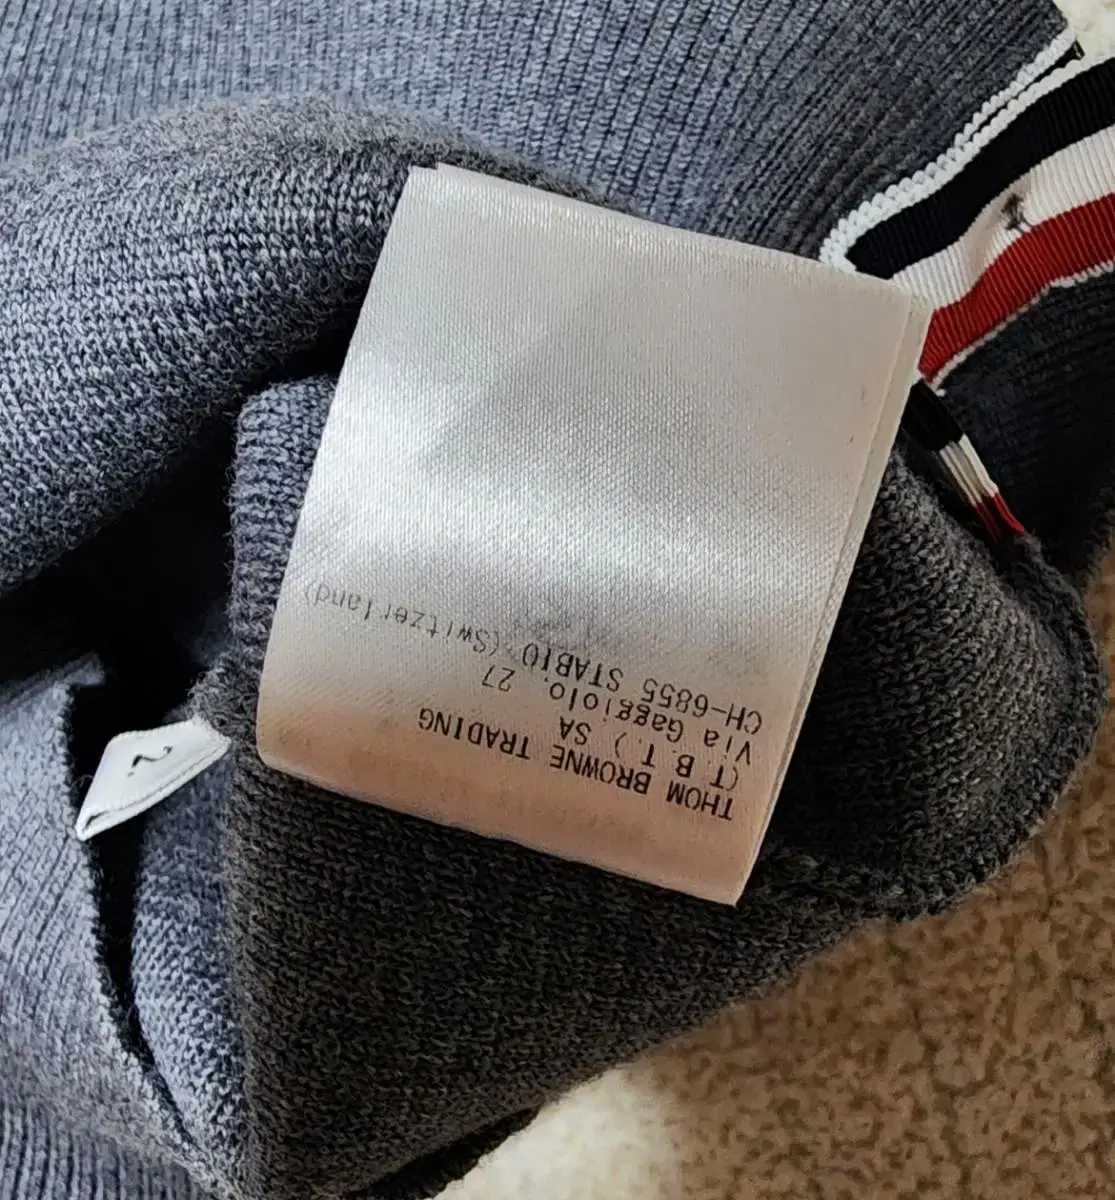 THOM BROWNE TRADING
(T.B.T.) SA
Via Gaggiolo, 27
CH-6855 STABIO (Switzerland)